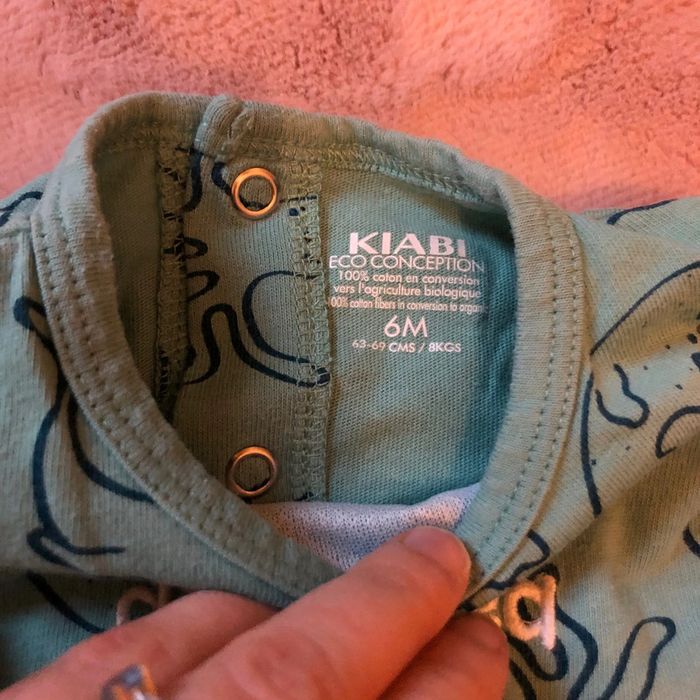 KIABI
ECO CONCEPTION
100% coton en conversion
vers l'agriculture biologique
100% cotton fibers in conversion to organic
6M
63-69 CMS / 8KGS